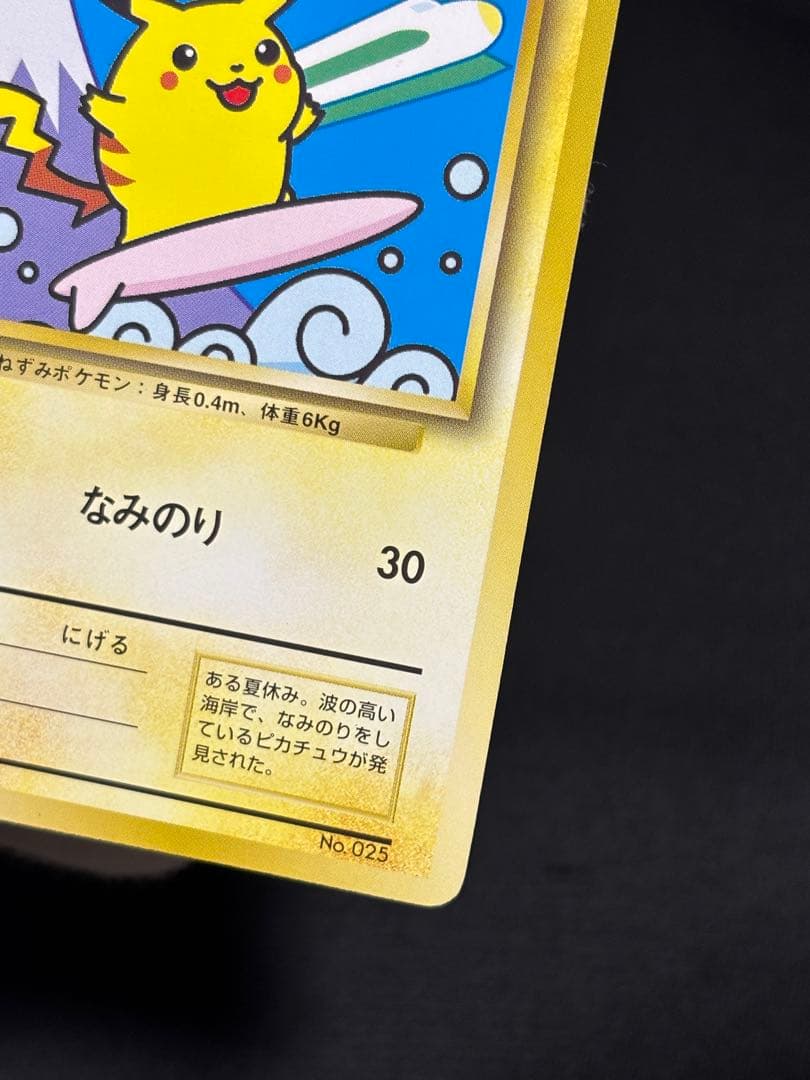 ねずみポケモン：身長0.4m、体重6Kg
なみのり 30
にげる
ある夏休み。波の高い
海岸で、なみのりをし
ているピカチュウが発
見された。
No. 025